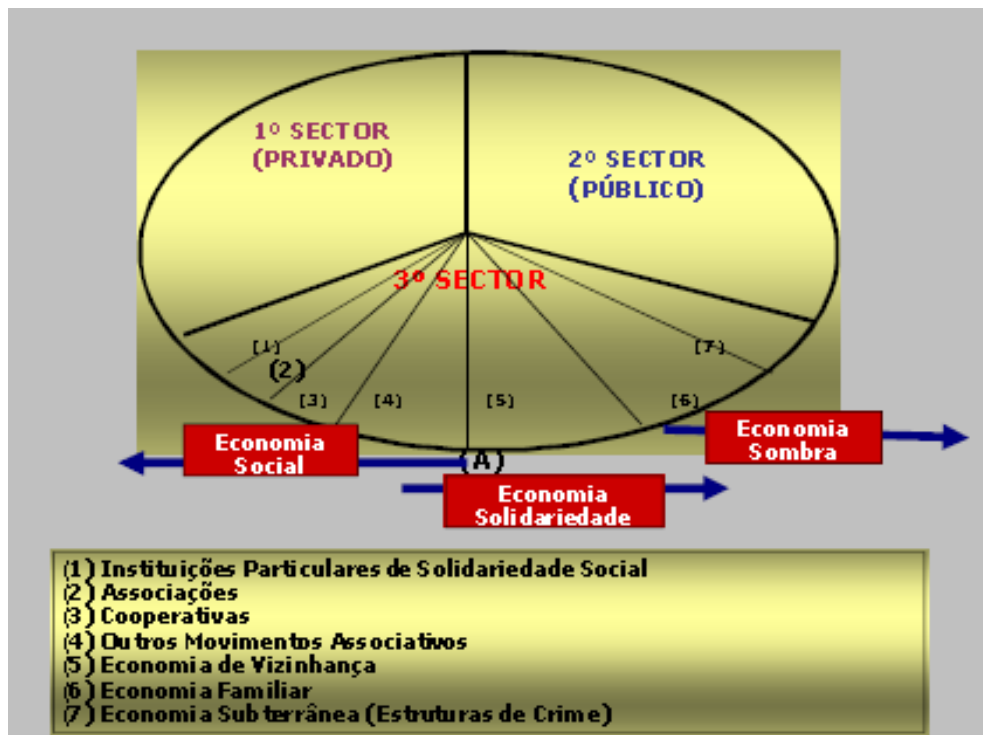 1º SECTOR
(PRIVADO)
2º SECTOR
(PÚBLICO)
3º SECTOR
[1]
(2)
[3]
[4]
[5]
[6]
[7]
Economia
Social
(A)
Economia
Solidariedade
Economia
Sombra
(1) Instituições Particulares de Solidariedade Social
(2) Associações
(3) Cooperativas
(4) Outros Movimentos Associativos
(5) Economia de Vizinhança
(6) Economia Familiar
(7) Economia Subterrânea (Estruturas de Crime)